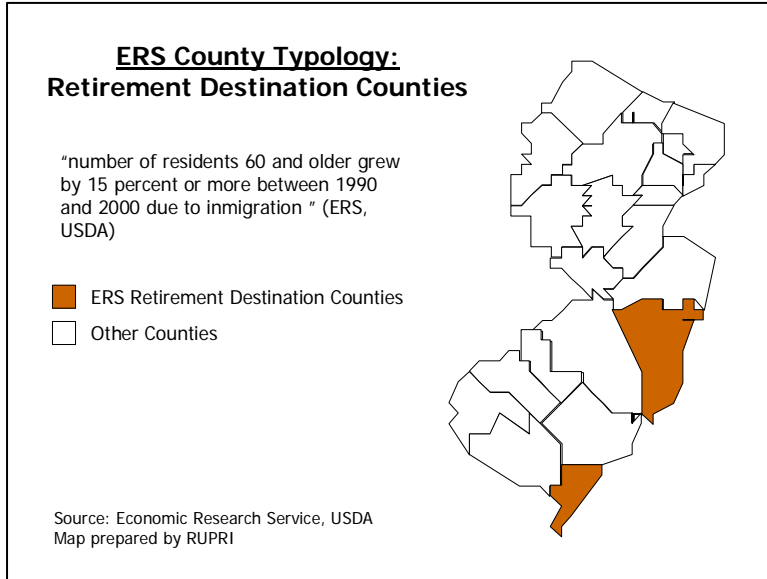 ERS County Typology:
Retirement Destination Counties
"number of residents 60 and older grew
by 15 percent or more between 1990
and 2000 due to inmigration " (ERS,
USDA)
ERS Retirement Destination Counties
Other Counties
Source: Economic Research Service, USDA
Map prepared by RUPRI